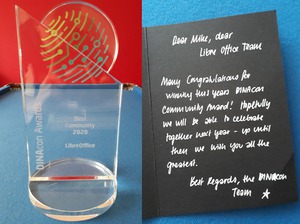 DINAcon Awards
Best
Community
2020
LibreOffice
Dear Mike, dear
Libre Office Team
Many Congratulations for
winning this years DINAcon
Community Award! Hopefully
we will be able to celebrate
together next year - up until
then we wish you all the
greatest.
Best Regards, the DINAcon
Team